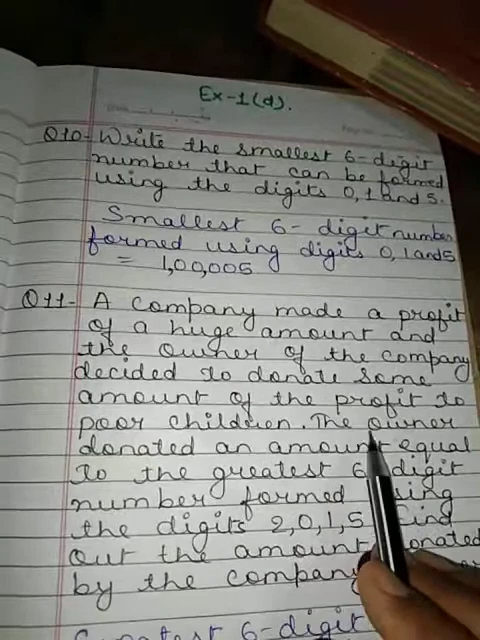 Ex-1(d).
Q10- Write the smallest 6-digit
number that can be formed
using the digits 0, 1 and 5.
Smallest 6-digit number
formed using digits 0, 1 and 5
= 1,00,005
Q11- A company made a profit
of a huge amount and
the owner of the company
decided to donate some
amount of the profit to
poor children. The owner
donated an amount equal
to the greatest 6 digit
number formed using
the digits 2, 0, 1, 5. Find
out the amount donated
by the company
6-digit